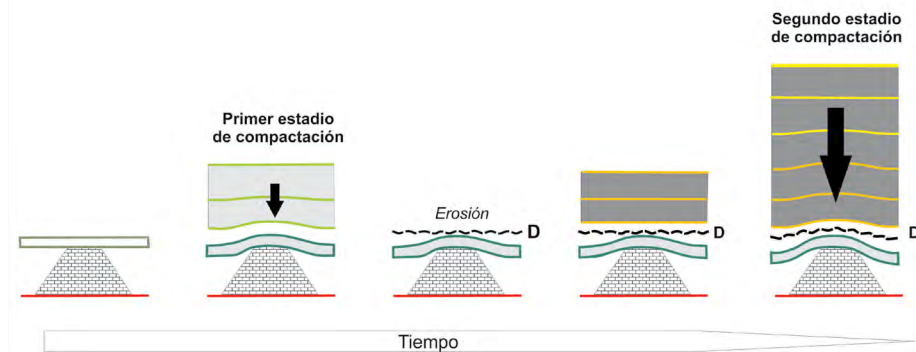 Segundo estadio
de compactación
Primer estadio
de compactación
Erosión
D
D
D
Tiempo